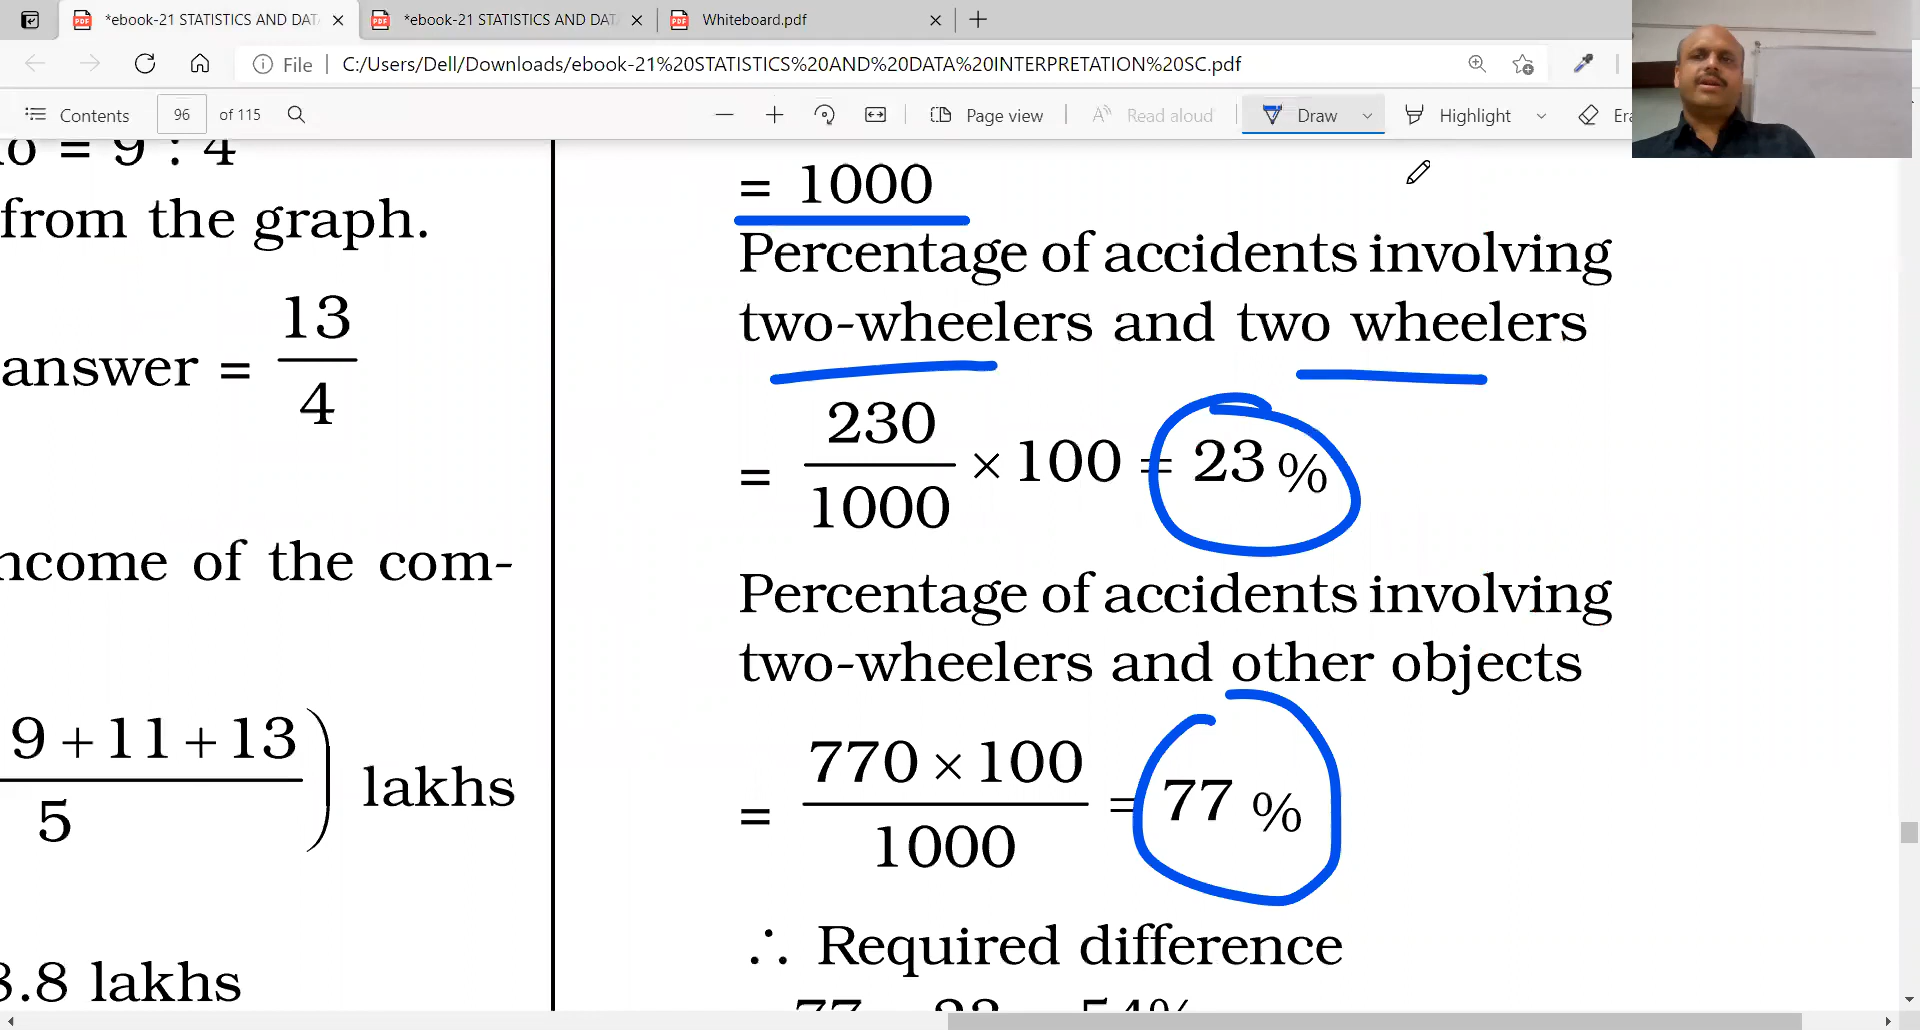 *ebook-21 STATISTICS AND DAT
*ebook-21 STATISTICS AND DAT
Whiteboard.pdf
File
C:/Users/Dell/Downloads/ebook-21%20STATISTICS%20AND%20DATA%20INTERPRETATION%20SC.pdf
Contents
96 of 115
Page view
Read aloud
Draw
Highlight
Era
= 9 : 4
from the graph.
answer = 13/4
ncome of the com-
9 + 11 + 13
5
) lakhs
3.8 lakhs
= 1000
Percentage of accidents involving
two-wheelers and two wheelers
= 230/1000 × 100 = 23 %
Percentage of accidents involving
two-wheelers and other objects
= 770 × 100/1000 = 77 %
∴ Required difference